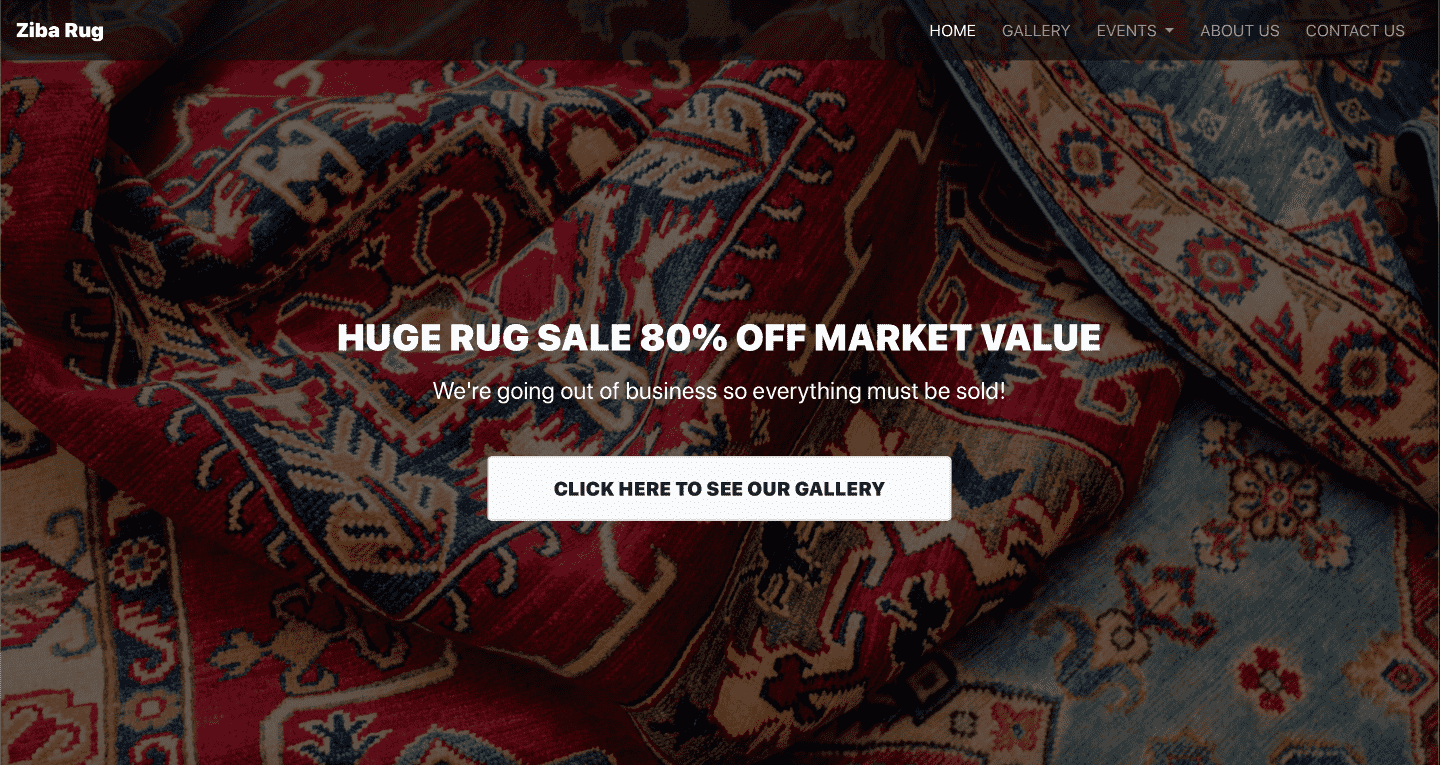 Ziba Rug
HOME GALLERY EVENTS ABOUT US CONTACT US
HUGE RUG SALE 80% OFF MARKET VALUE
We're going out of business so everything must be sold!
CLICK HERE TO SEE OUR GALLERY